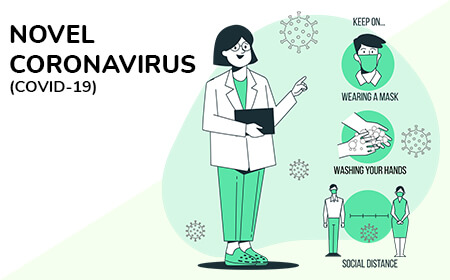 NOVEL
CORONAVIRUS
(COVID-19)
KEEP ON...
WEARING A MASK
WASHING YOUR HANDS
SOCIAL DISTANCE